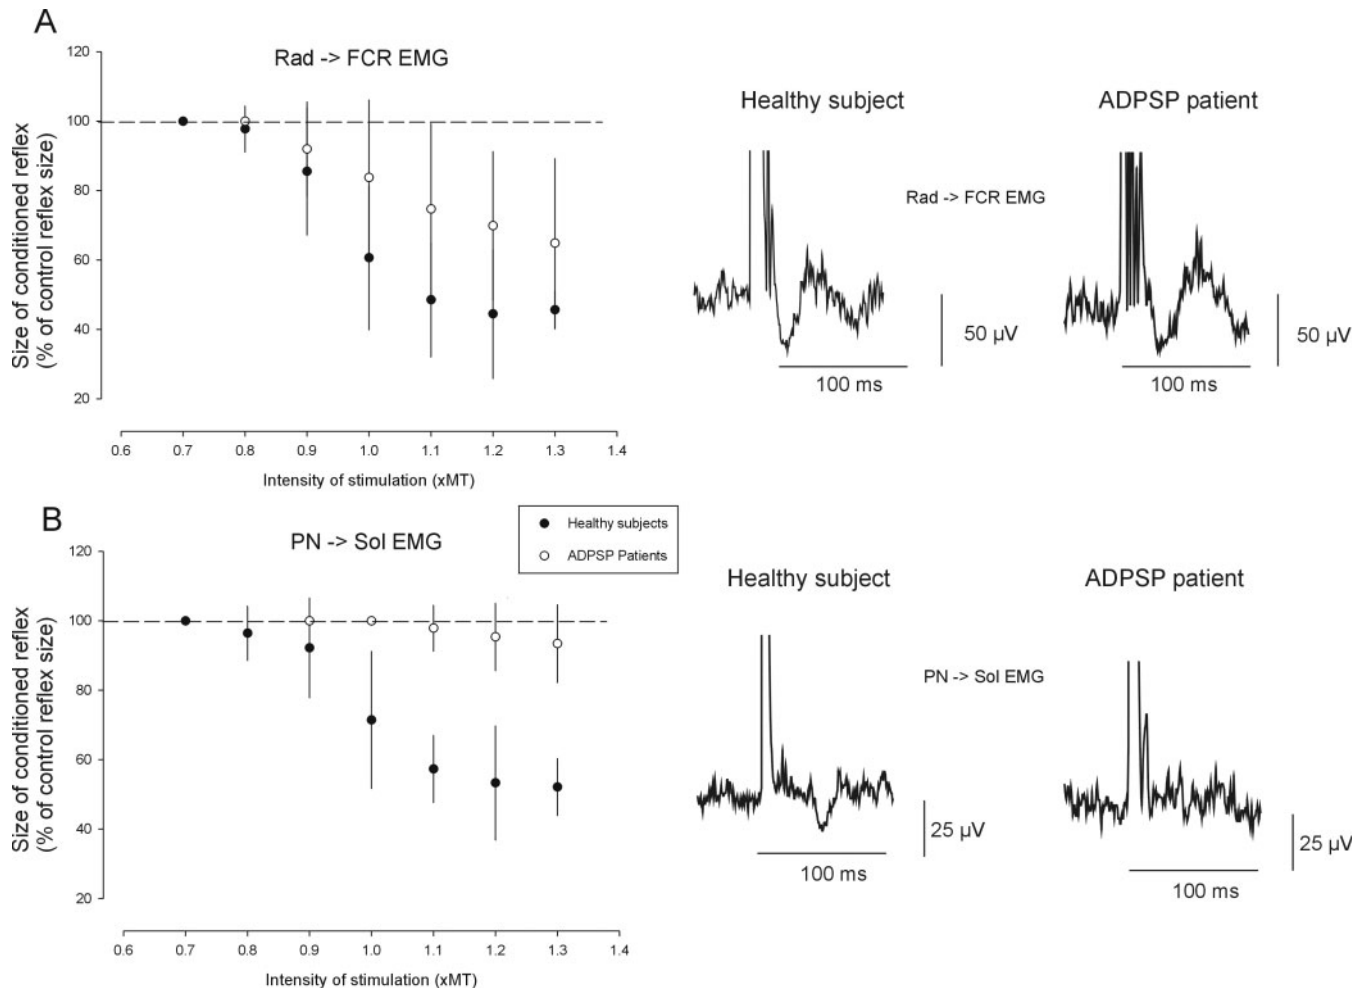 A
Rad -> FCR EMG
Size of conditioned reflex
(% of control reflex size)
120
100
80
60
40
20
0.6 0.7 0.8 0.9 1.0 1.1 1.2 1.3 1.4
Intensity of stimulation (xMT)
Healthy subject
ADPSP patient
Rad -> FCR EMG
50 µV
50 µV
100 ms
100 ms
B
PN -> Sol EMG
Healthy subjects
ADPSP Patients
Size of conditioned reflex
(% of control reflex size)
120
100
80
60
40
20
0.6 0.7 0.8 0.9 1.0 1.1 1.2 1.3 1.4
Intensity of stimulation (xMT)
Healthy subject
ADPSP patient
PN -> Sol EMG
25 µV
25 µV
100 ms
100 ms